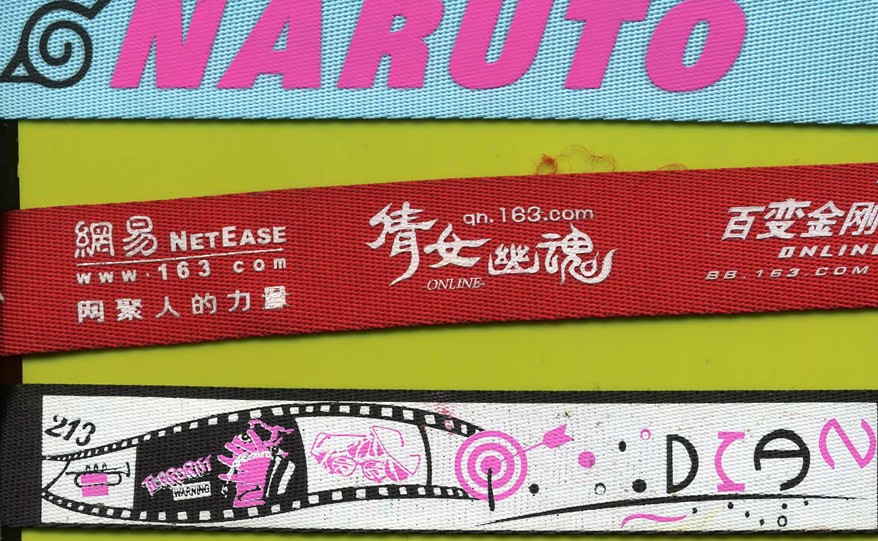 NARUTO
網易 NETEASE
www.163.com
网聚人的力量
qn.163.com
倩女幽魂
-ONLINE-
百变金刚
ONLINE
BB.163.COM
213
TERRORIST
WARNING